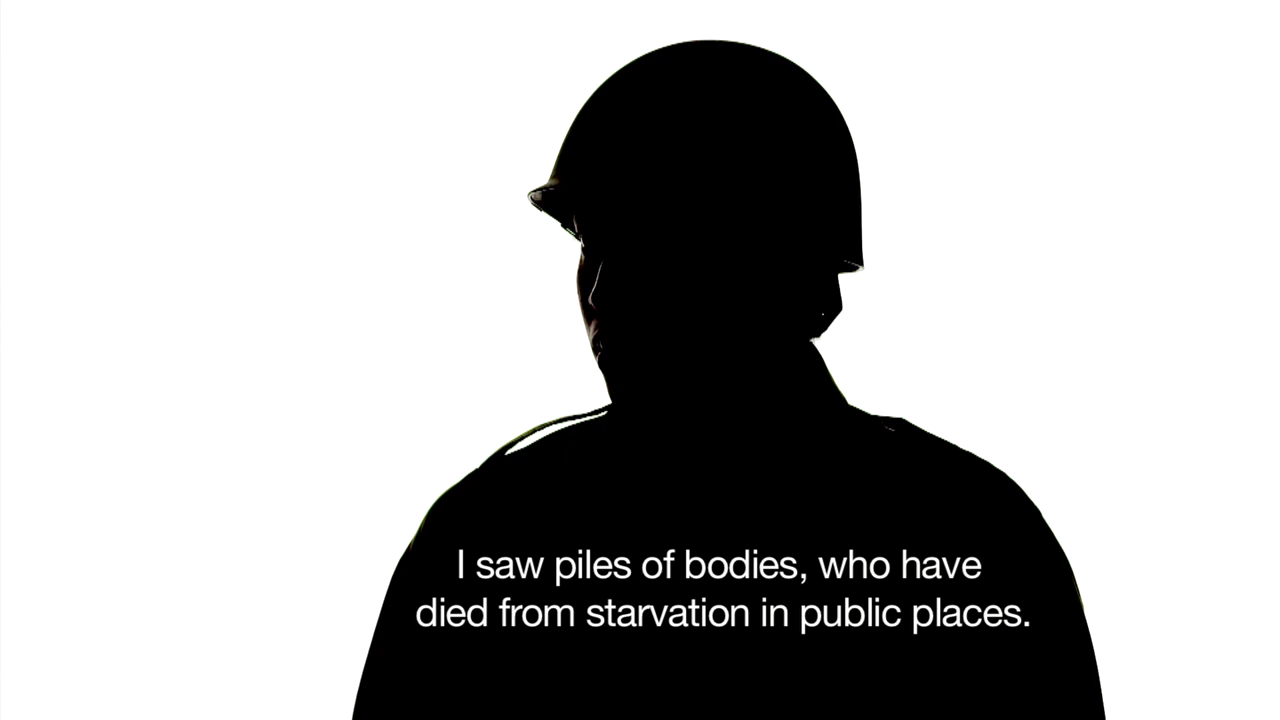 I saw piles of bodies, who have
died from starvation in public places.